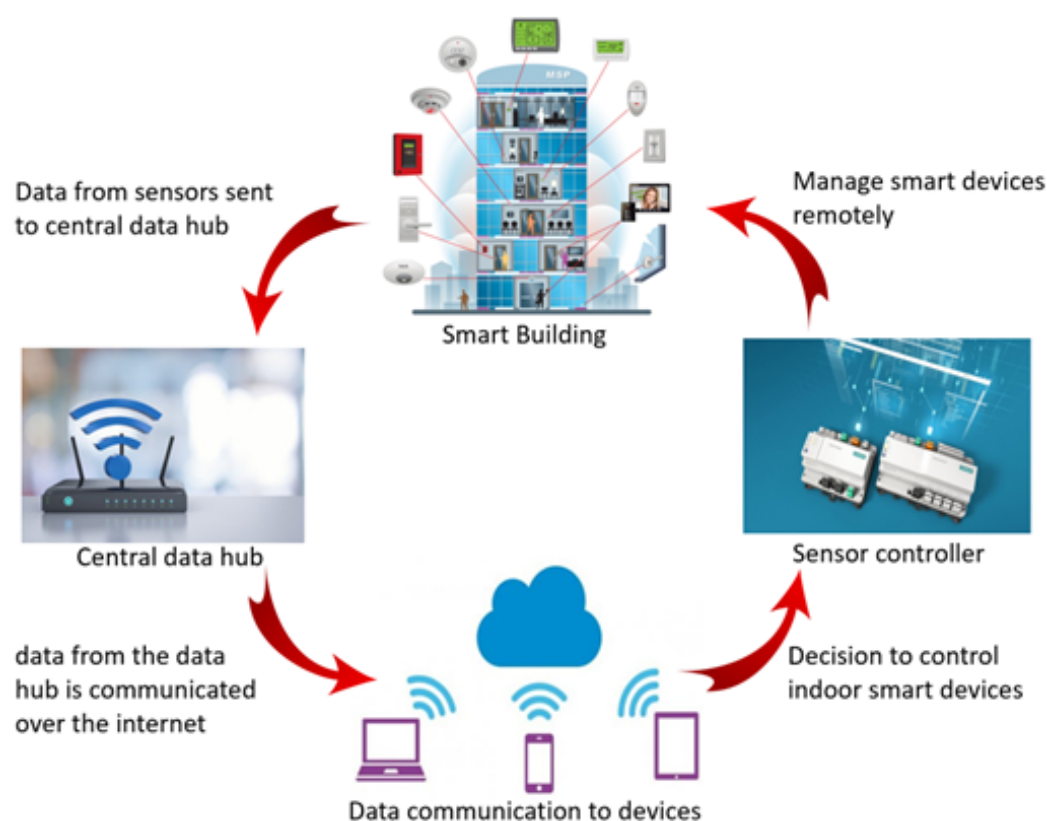 MSP
Data from sensors sent
to central data hub
Manage smart devices
remotely
Smart Building
Central data hub
Sensor controller
data from the data
hub is communicated
over the internet
Decision to control
indoor smart devices
Data communication to devices